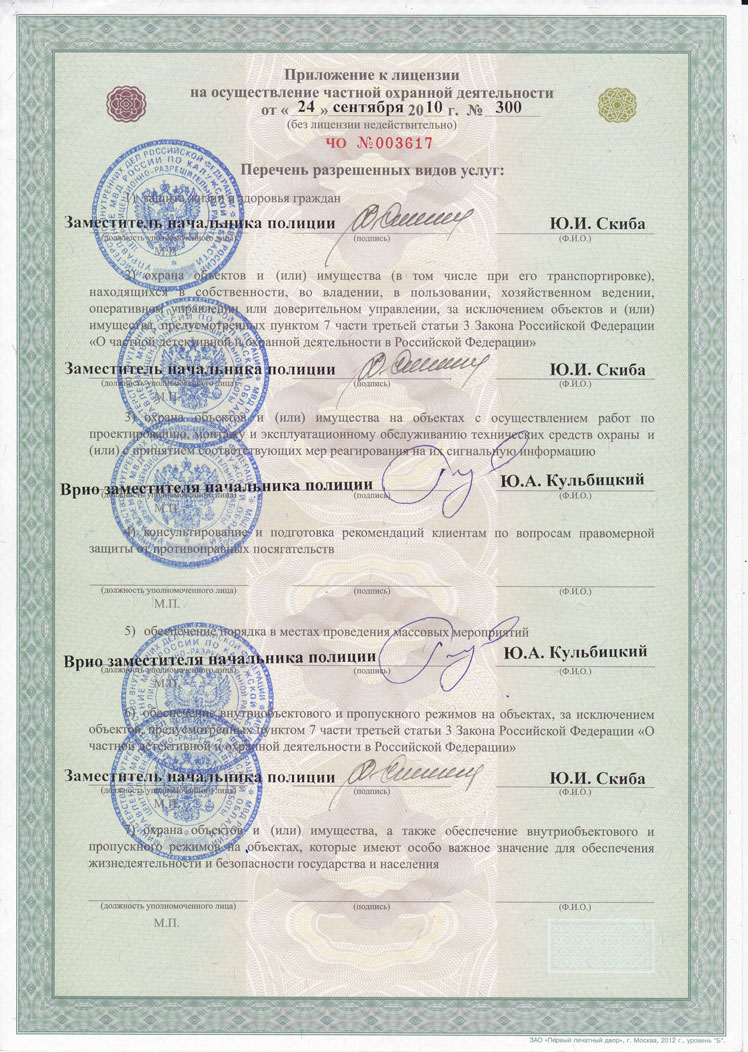 Приложение к лицензии
на осуществление частной охранной деятельности
от « 24 » сентября 2010 г. № 300
(без лицензии недействительно)
ЧО №003617
Перечень разрешенных видов услуг:
1) защита жизни и здоровья граждан
Заместитель начальника полиции Ю.И. Скиба
(должность уполномоченного лица) (подпись) (Ф.И.О.)
М.П.
2) охрана объектов и (или) имущества (в том числе при его транспортировке),
находящихся в собственности, во владении, в пользовании, хозяйственном ведении,
оперативном управлении или доверительном управлении, за исключением объектов и (или)
имущества, предусмотренных пунктом 7 части третьей статьи 3 Закона Российской Федерации
«О частной детективной и охранной деятельности в Российской Федерации»
Заместитель начальника полиции Ю.И. Скиба
(должность уполномоченного лица) (подпись) (Ф.И.О.)
М.П.
3) охрана объектов и (или) имущества на объектах с осуществлением работ по
проектированию, монтажу и эксплуатационному обслуживанию технических средств охраны и
(или) с принятием соответствующих мер реагирования на их сигнальную информацию
Врио заместителя начальника полиции Ю.А. Кульбицкий
(должность уполномоченного лица) (подпись) (Ф.И.О.)
М.П.
4) консультирование и подготовка рекомендаций клиентам по вопросам правомерной
защиты от противоправных посягательств
(должность уполномоченного лица) (подпись) (Ф.И.О.)
М.П.
5) обеспечение порядка в местах проведения массовых мероприятий
Врио заместителя начальника полиции Ю.А. Кульбицкий
(должность уполномоченного лица) (подпись) (Ф.И.О.)
М.П.
6) обеспечение внутриобъектового и пропускного режимов на объектах, за исключением
объектов, предусмотренных пунктом 7 части третьей статьи 3 Закона Российской Федерации «О
частной детективной и охранной деятельности в Российской Федерации»
Заместитель начальника полиции Ю.И. Скиба
(должность уполномоченного лица) (подпись) (Ф.И.О.)
М.П.
7) охрана объектов и (или) имущества, а также обеспечение внутриобъектового и
пропускного режимов на объектах, которые имеют особо важное значение для обеспечения
жизнедеятельности и безопасности государства и населения
(должность уполномоченного лица) (подпись) (Ф.И.О.)
М.П.
ЗАО «Первый печатный двор», г. Москва, 2012 г., уровень "Б".